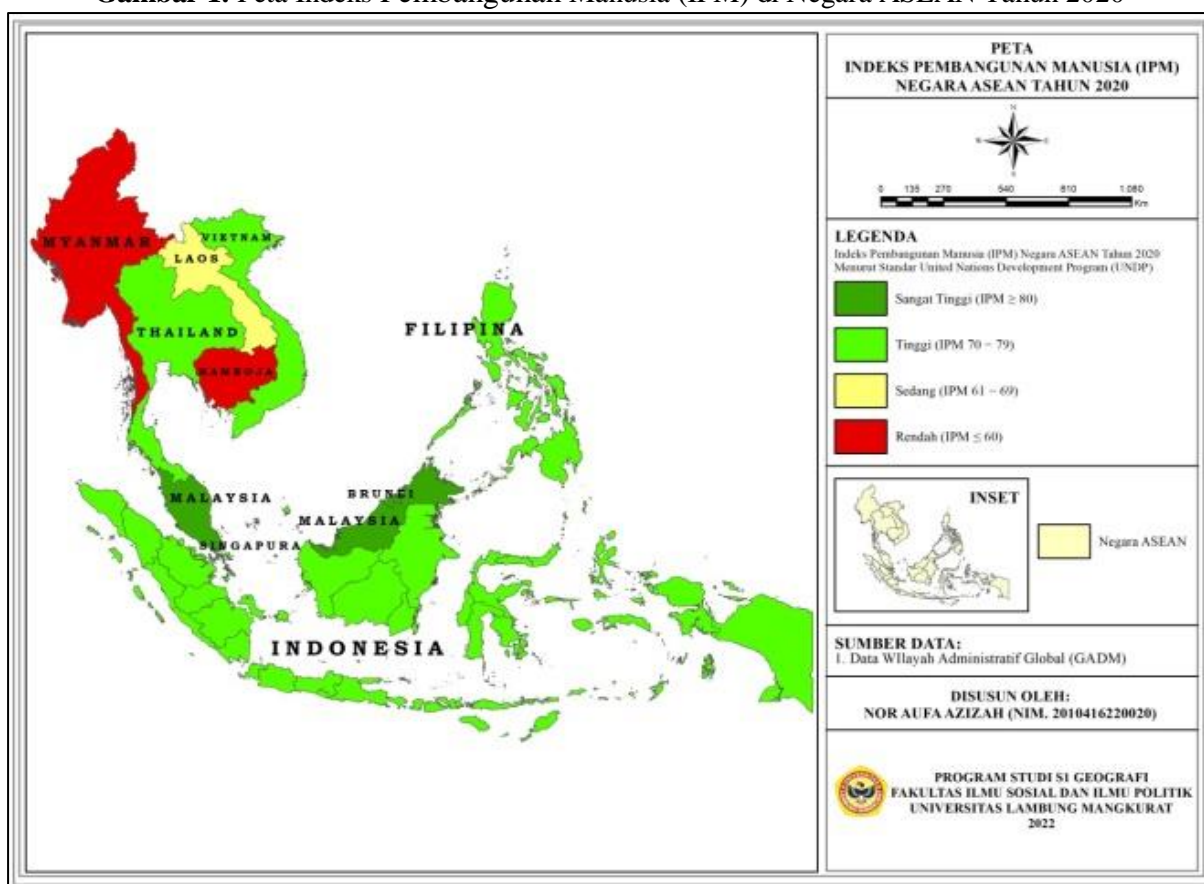 Gambar 1. Peta Indeks Pembangunan Manusia (IPM) di Negara ASEAN Tahun 2020
PETA
INDEKS PEMBANGUNAN MANUSIA (IPM)
NEGARA ASEAN TAHUN 2020
N
W
E
S
0 135 270 540 810 1.080
Km
LEGENDA
Indeks Pembangunan Manusia (IPM) Negara ASEAN Tahun 2020
Menurut Standar United Nations Development Program (UNDP)
Sangat Tinggi (IPM ≥ 80)
Tinggi (IPM 70 – 79)
Sedang (IPM 61 – 69)
Rendah (IPM ≤ 60)
INSET
Negara ASEAN
SUMBER DATA:
1. Data WIlayah Administratif Global (GADM)
DISUSUN OLEH:
NOR AUFA AZIZAH (NIM. 2010416220020)
PROGRAM STUDI S1 GEOGRAFI
FAKULTAS ILMU SOSIAL DAN ILMU POLITIK
UNIVERSITAS LAMBUNG MANGKURAT
2022
MYANMAR
VIETNAM
LAOS
THAILAND
KAMBOJA
FILIPINA
MALAYSIA
BRUNEI
MALAYSIA
SINGAPURA
INDONESIA